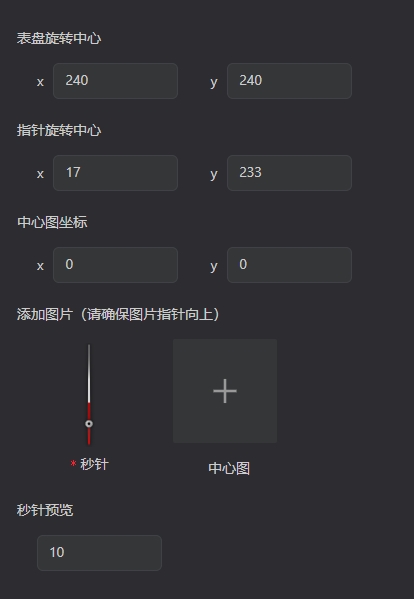 表盘旋转中心
x 240 y 240
指针旋转中心
x 17 y 233
中心图坐标
x 0 y 0
添加图片（请确保图片指针向上）
* 秒针 中心图
秒针预览
10